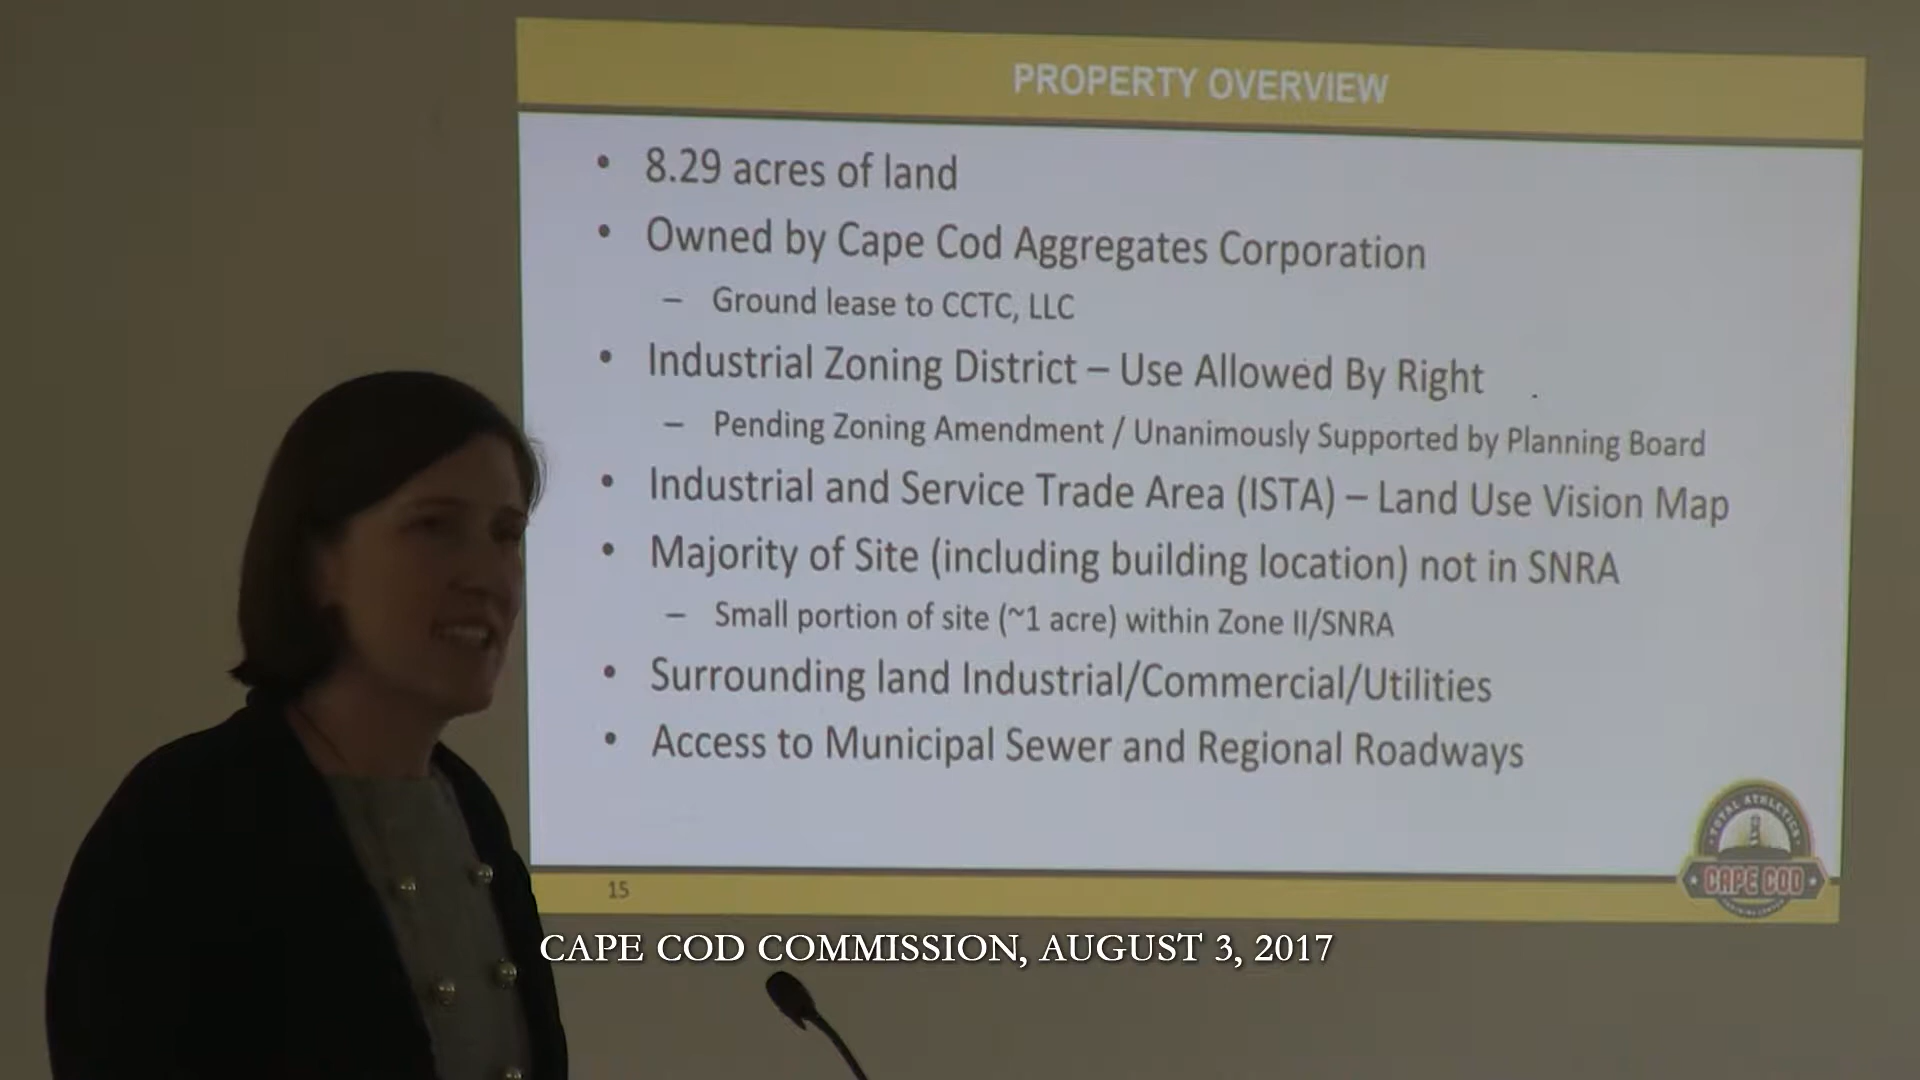 PROPERTY OVERVIEW
• 8.29 acres of land
• Owned by Cape Cod Aggregates Corporation
– Ground lease to CCTC, LLC
• Industrial Zoning District – Use Allowed By Right
– Pending Zoning Amendment / Unanimously Supported by Planning Board
• Industrial and Service Trade Area (ISTA) – Land Use Vision Map
• Majority of Site (including building location) not in SNRA
– Small portion of site (~1 acre) within Zone II/SNRA
• Surrounding land Industrial/Commercial/Utilities
• Access to Municipal Sewer and Regional Roadways
TOTAL ATHLETICS
CAPE COD
15
CAPE COD COMMISSION, AUGUST 3, 2017